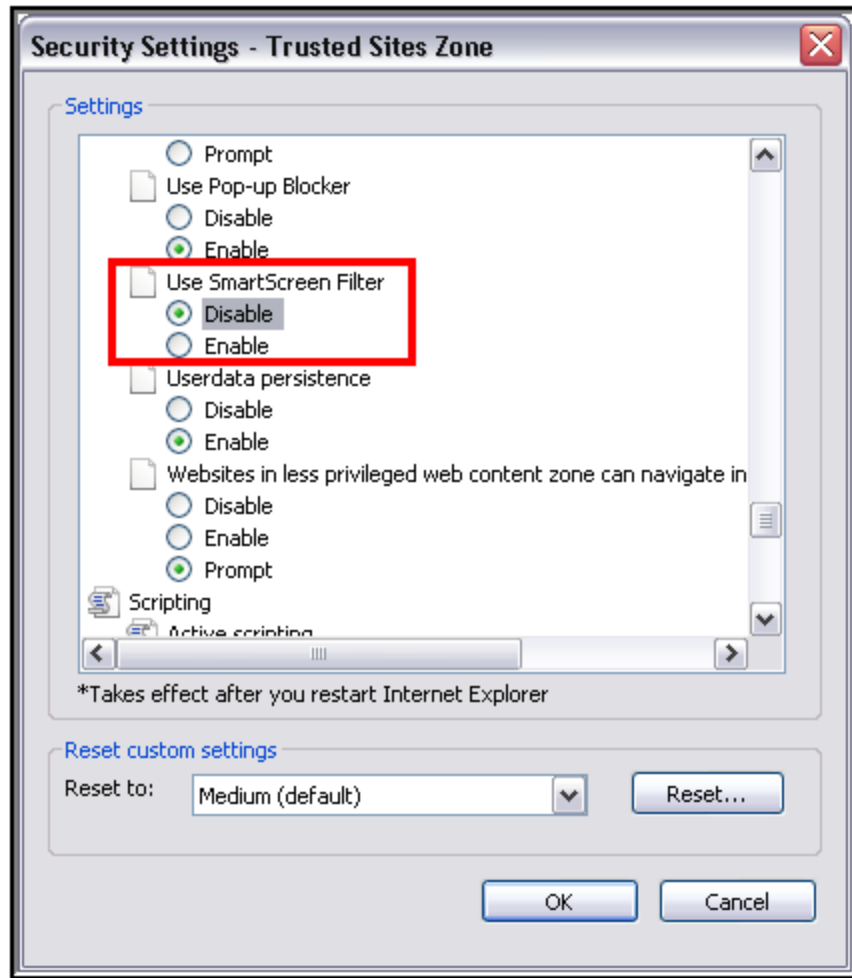 Security Settings - Trusted Sites Zone
Settings
Prompt
Use Pop-up Blocker
Disable
Enable
Use SmartScreen Filter
Disable
Enable
Userdata persistence
Disable
Enable
Websites in less privileged web content zone can navigate in
Disable
Enable
Prompt
Scripting
Active scripting
*Takes effect after you restart Internet Explorer
Reset custom settings
Reset to: Medium (default) Reset...
OK Cancel